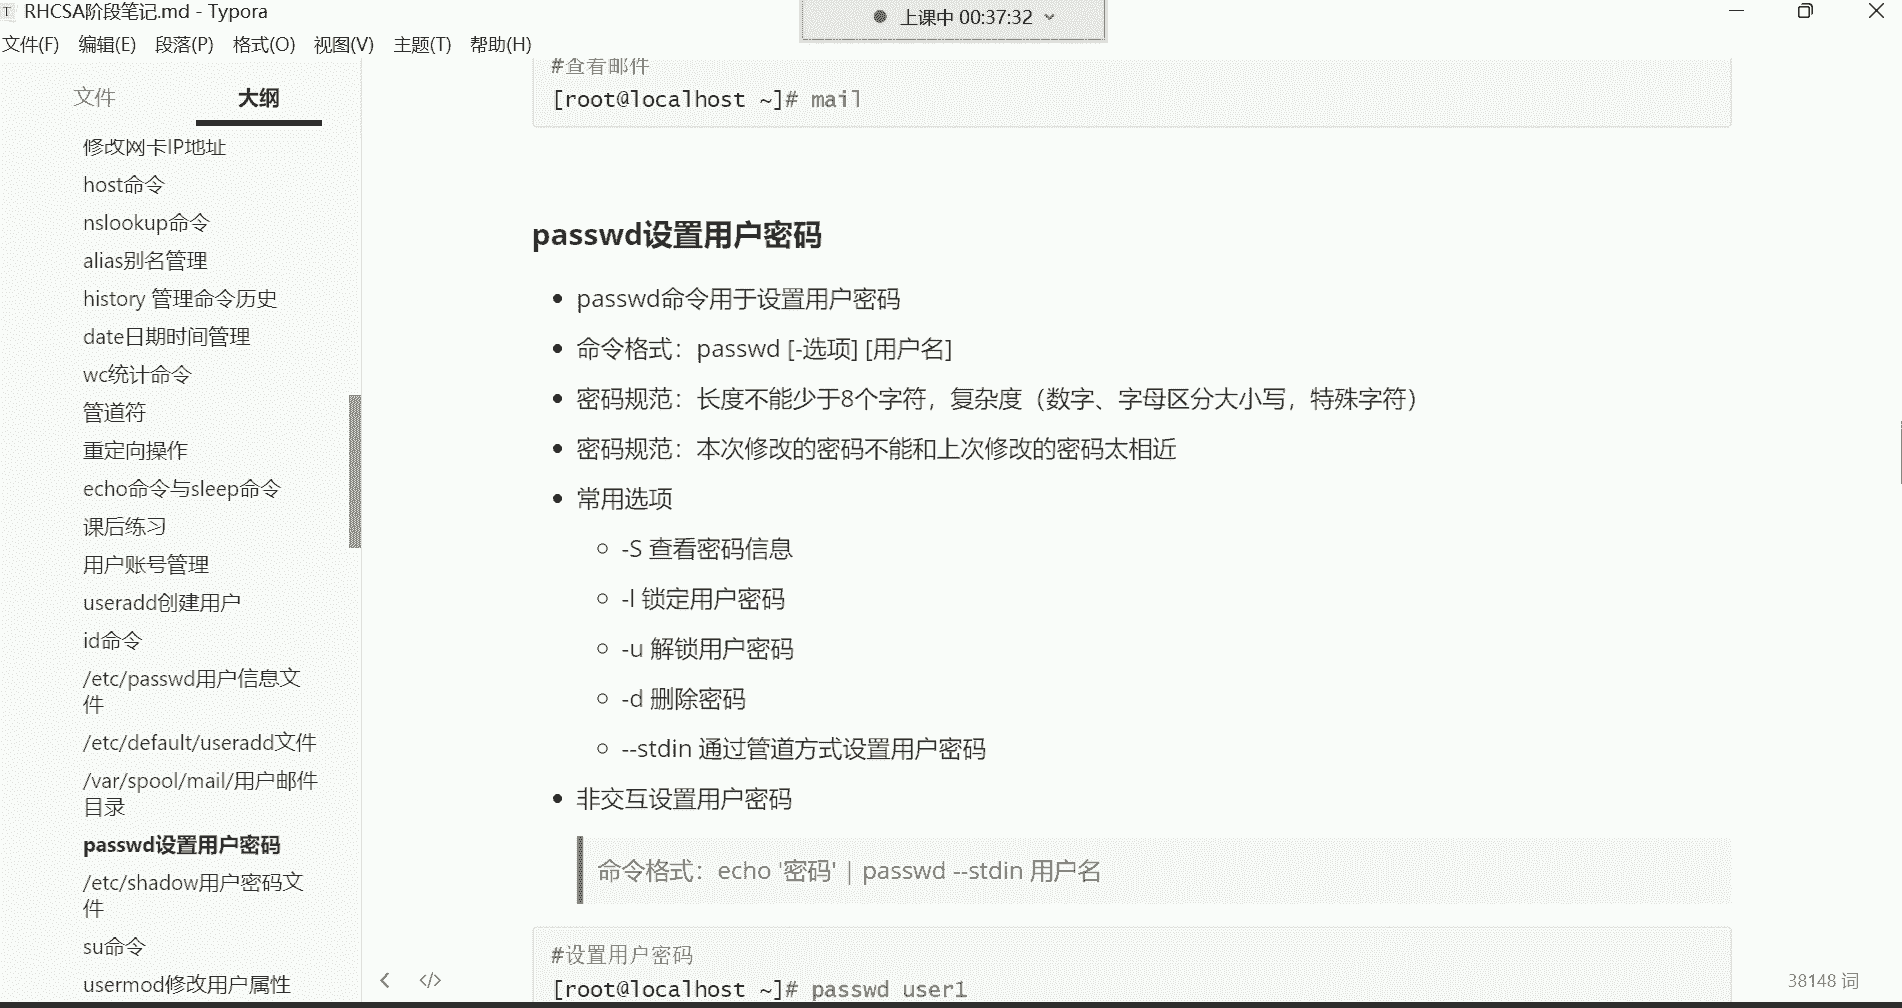 T RHCSA阶段笔记.md - Typora
上课中 00:37:32
文件(F) 编辑(E) 段落(P) 格式(O) 视图(V) 主题(T) 帮助(H)
文件 大纲
修改网卡IP地址
host命令
nslookup命令
alias别名管理
history 管理命令历史
date日期时间管理
wc统计命令
管道符
重定向操作
echo命令与sleep命令
课后练习
用户账号管理
useradd创建用户
id命令
/etc/passwd用户信息文
件
/etc/default/useradd文件
/var/spool/mail/用户邮件
目录
passwd设置用户密码
/etc/shadow用户密码文
件
su命令
usermod修改用户属性
#查看邮件
[root@localhost ~]# mail
passwd设置用户密码
passwd命令用于设置用户密码
命令格式：passwd [-选项] [用户名]
密码规范：长度不能少于8个字符，复杂度（数字、字母区分大小写，特殊字符）
密码规范：本次修改的密码不能和上次修改的密码太相近
常用选项
-S 查看密码信息
-l 锁定用户密码
-u 解锁用户密码
-d 删除密码
--stdin 通过管道方式设置用户密码
非交互设置用户密码
命令格式：echo '密码' | passwd --stdin 用户名
#设置用户密码
[root@localhost ~]# passwd user1
38148 词